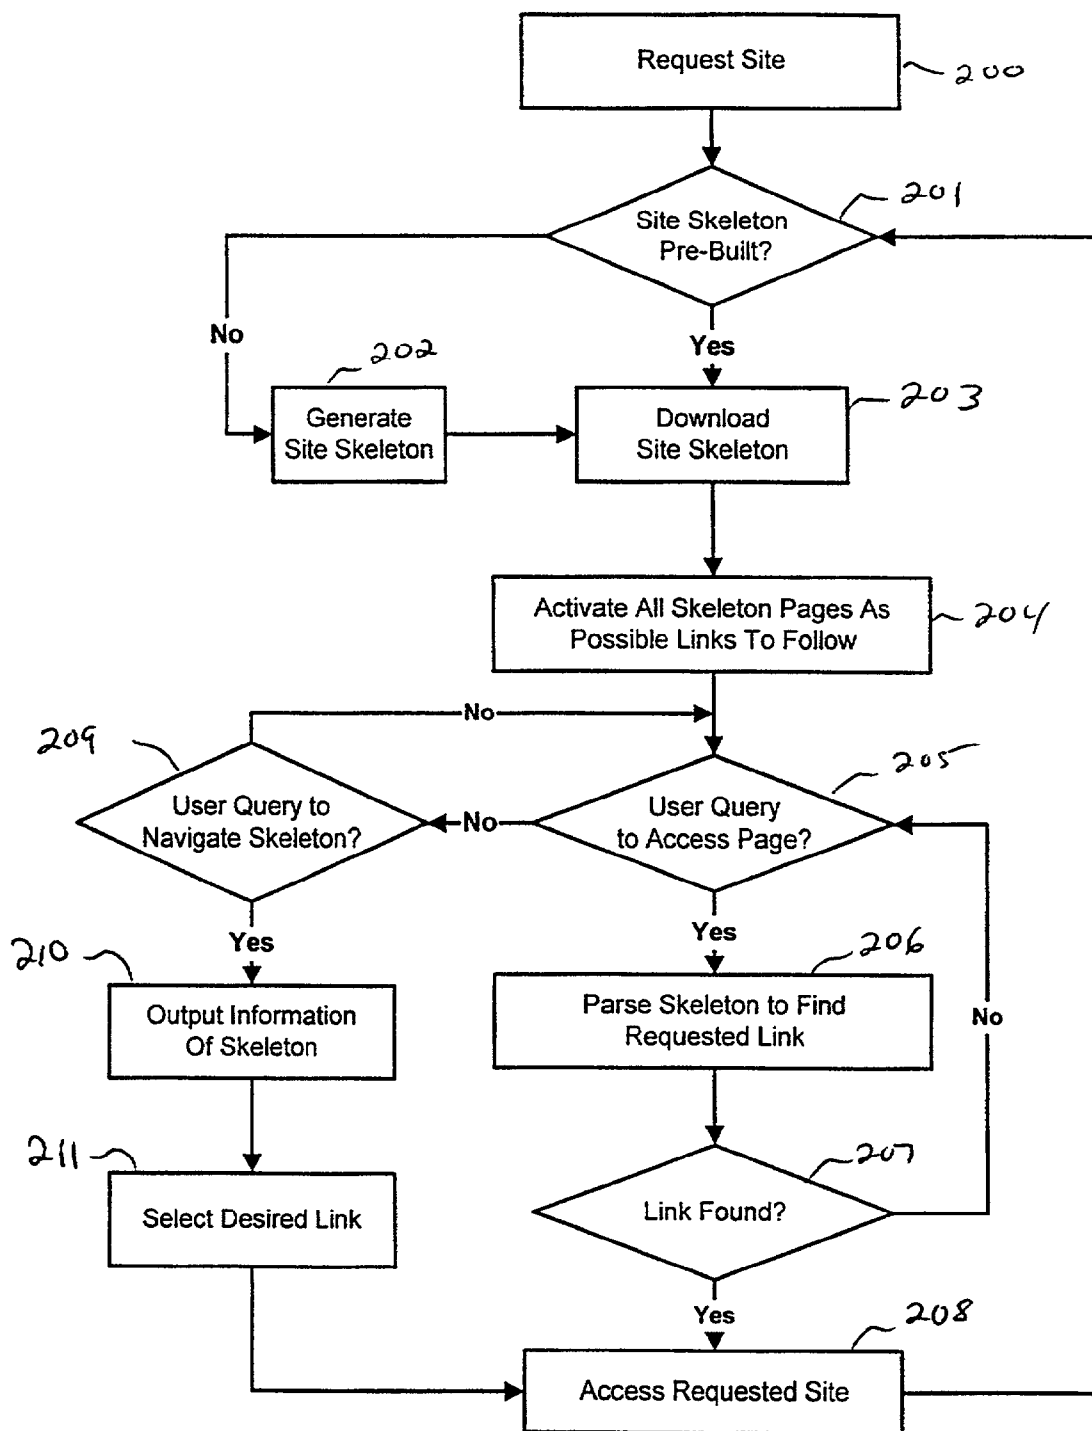 Request Site
200
Site Skeleton
Pre-Built?
201
No
Yes
202
Generate
Site Skeleton
Download
Site Skeleton
203
Activate All Skeleton Pages As
Possible Links To Follow
204
No
209
User Query to
Navigate Skeleton?
No
User Query
to Access Page?
205
Yes
Yes
210
Output Information
Of Skeleton
206
Parse Skeleton to Find
Requested Link
No
211
Select Desired Link
207
Link Found?
Yes
208
Access Requested Site